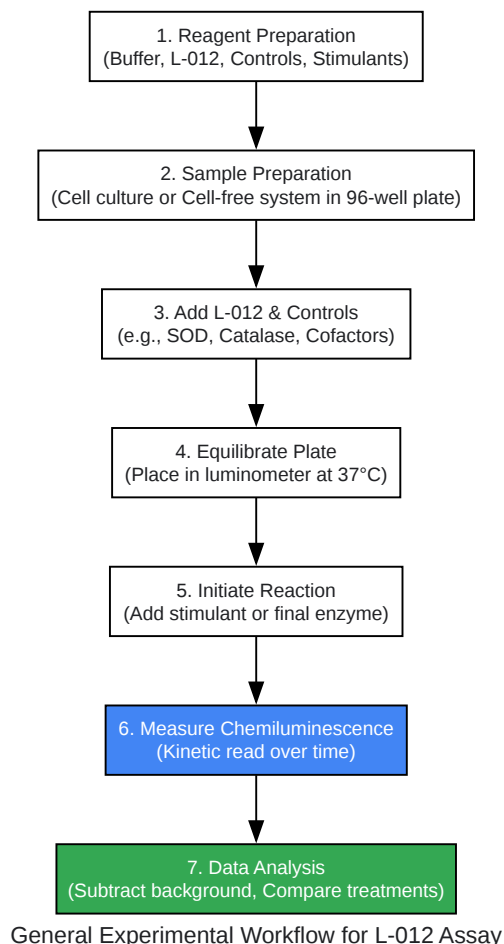 1. Reagent Preparation
(Buffer, L-012, Controls, Stimulants)
2. Sample Preparation
(Cell culture or Cell-free system in 96-well plate)
3. Add L-012 & Controls
(e.g., SOD, Catalase, Cofactors)
4. Equilibrate Plate
(Place in luminometer at 37°C)
5. Initiate Reaction
(Add stimulant or final enzyme)
6. Measure Chemiluminescence
(Kinetic read over time)
7. Data Analysis
(Subtract background, Compare treatments)
General Experimental Workflow for L-012 Assay